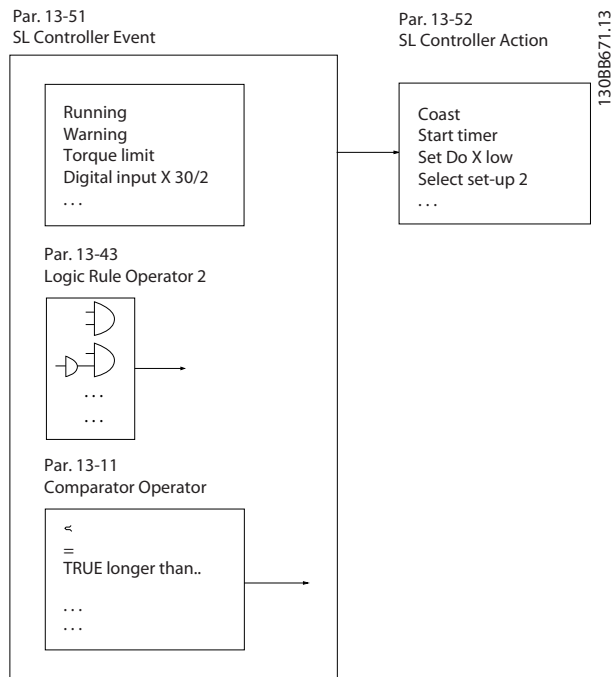 Par. 13-51
SL Controller Event
Par. 13-52
SL Controller Action
130BB671.13
Running
Warning
Torque limit
Digital input X 30/2
. . .
Coast
Start timer
Set Do X low
Select set-up 2
. . .
Par. 13-43
Logic Rule Operator 2
. . .
. . .
Par. 13-11
Comparator Operator
=
TRUE longer than..
. . .
. . .